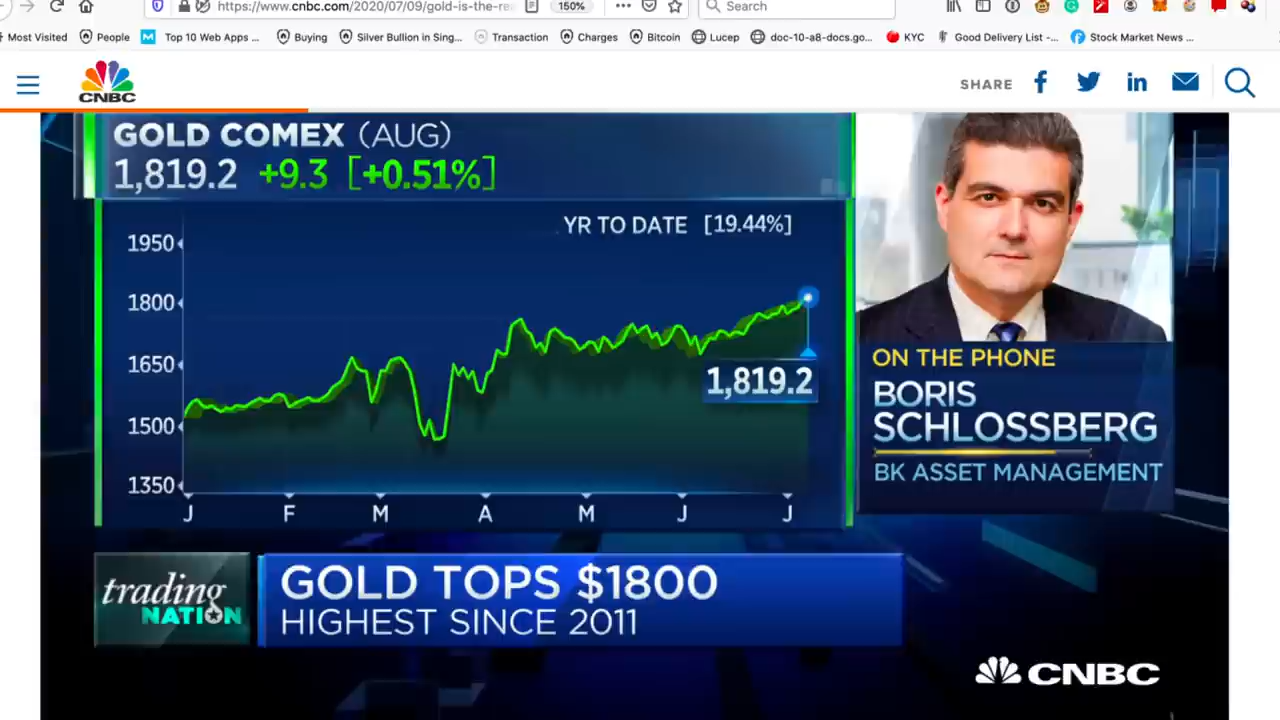 https://www.cnbc.com/2020/07/09/gold-is-the-re
150%
Search
Most Visited
People
Top 10 Web Apps ...
Buying
Silver Bullion in Sing...
Transaction
Charges
Bitcoin
Lucep
doc-10-a8-docs.go...
KYC
Good Delivery List -...
Stock Market News ...
CNBC
SHARE
GOLD COMEX (AUG)
1,819.2 +9.3 [+0.51%]
YR TO DATE [19.44%]
1950
1800
1650
1500
1350
1,819.2
J F M A M J J
ON THE PHONE
BORIS
SCHLOSSBERG
BK ASSET MANAGEMENT
trading
NATION
GOLD TOPS $1800
HIGHEST SINCE 2011
CNBC